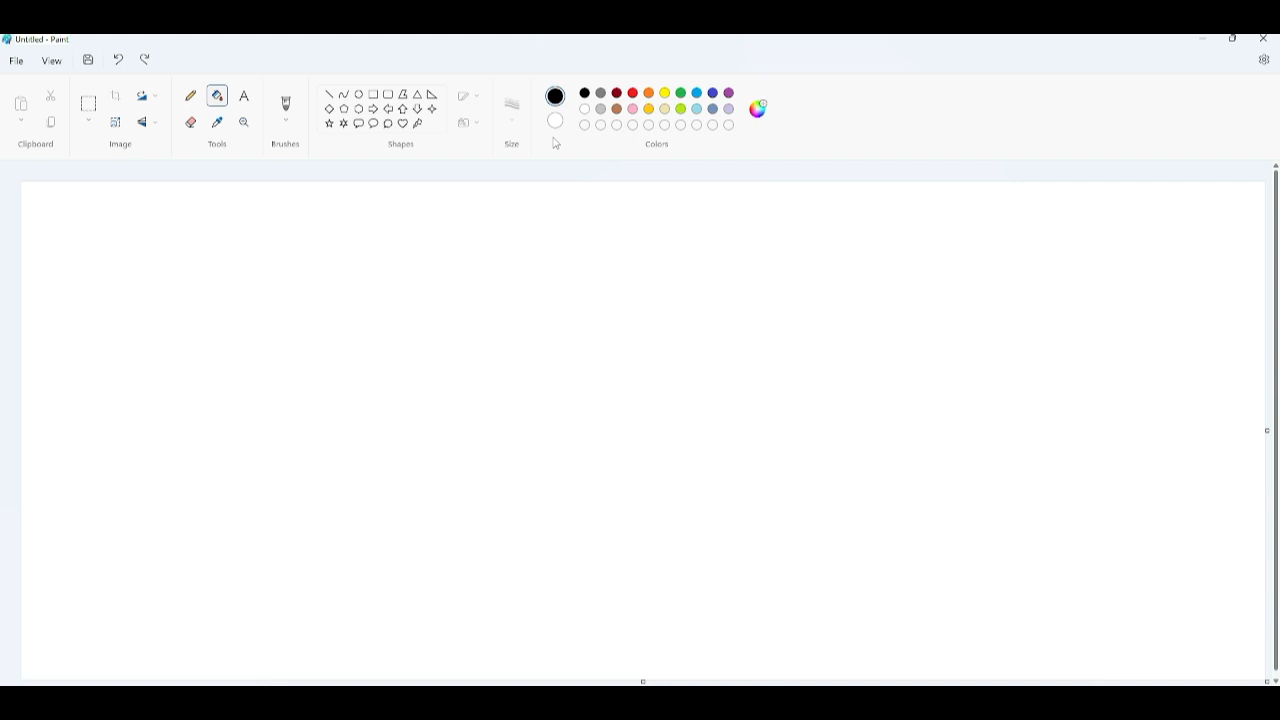 Untitled - Paint
File View
Clipboard Image Tools Brushes Shapes Size Colors